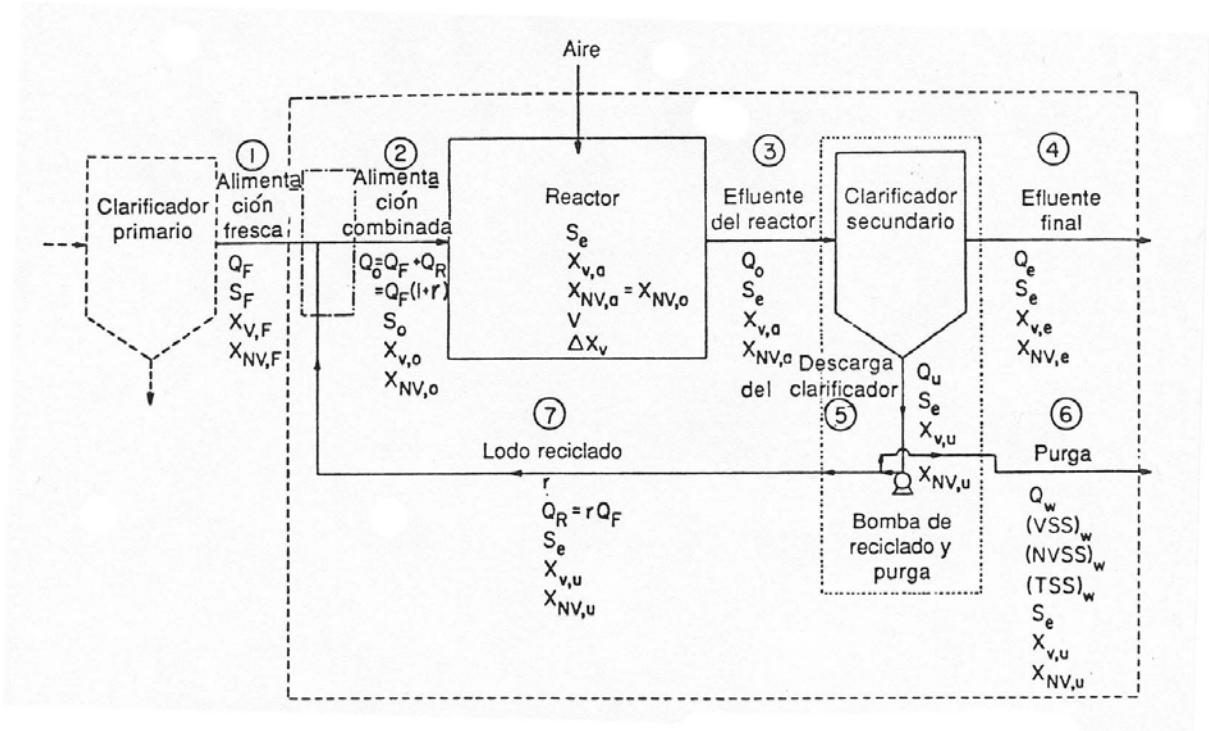 Aire
Clarificador
primario
①
Alimenta
ción
fresca
Q_F
S_F
X_V,F
X_NV,F
②
Alimenta
ción
combinada
Q_o=Q_F+Q_R
=Q_F(1+r)
S_o
X_v,o
X_NV,o
Reactor
S_e
X_v,a
X_NV,a = X_NV,o
V
ΔX_v
③
Efluente
del reactor
Q_o
S_e
X_v,a
X_NV,a
Clarificador
secundario
④
Efluente
final
Q_e
S_e
X_v,e
X_NV,e
Descarga
del clarificador
⑤
Q_u
S_e
X_v,u
X_NV,u
Bomba de
reciclado y
purga
⑥
Purga
Q_w
(VSS)_w
(NVSS)_w
(TSS)_w
S_e
X_v,u
X_NV,u
⑦
Lodo reciclado
r
Q_R = r Q_F
S_e
X_v,u
X_NV,u